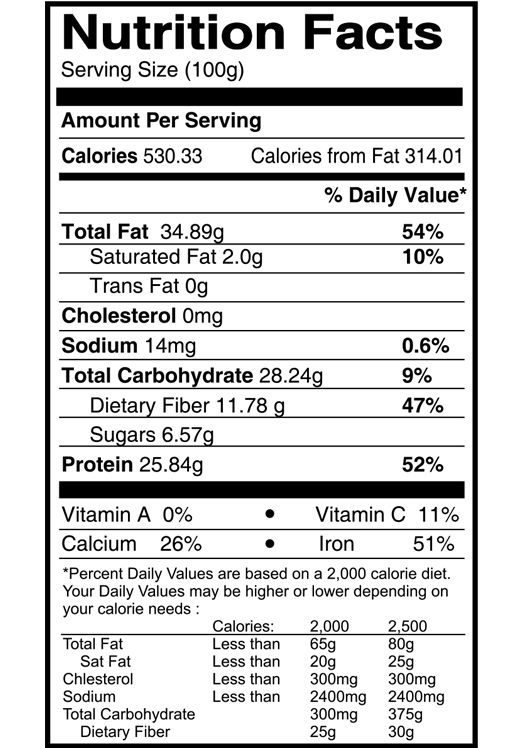 Nutrition Facts
Serving Size (100g)
Amount Per Serving
Calories 530.33 Calories from Fat 314.01
% Daily Value*
Total Fat 34.89g 54%
Saturated Fat 2.0g 10%
Trans Fat 0g
Cholesterol 0mg
Sodium 14mg 0.6%
Total Carbohydrate 28.24g 9%
Dietary Fiber 11.78 g 47%
Sugars 6.57g
Protein 25.84g 52%
Vitamin A 0% • Vitamin C 11%
Calcium 26% • Iron 51%
*Percent Daily Values are based on a 2,000 calorie diet.
Your Daily Values may be higher or lower depending on
your calorie needs :
Calories: 2,000 2,500
Total Fat Less than 65g 80g
Sat Fat Less than 20g 25g
Chlesterol Less than 300mg 300mg
Sodium Less than 2400mg 2400mg
Total Carbohydrate 300mg 375g
Dietary Fiber 25g 30g